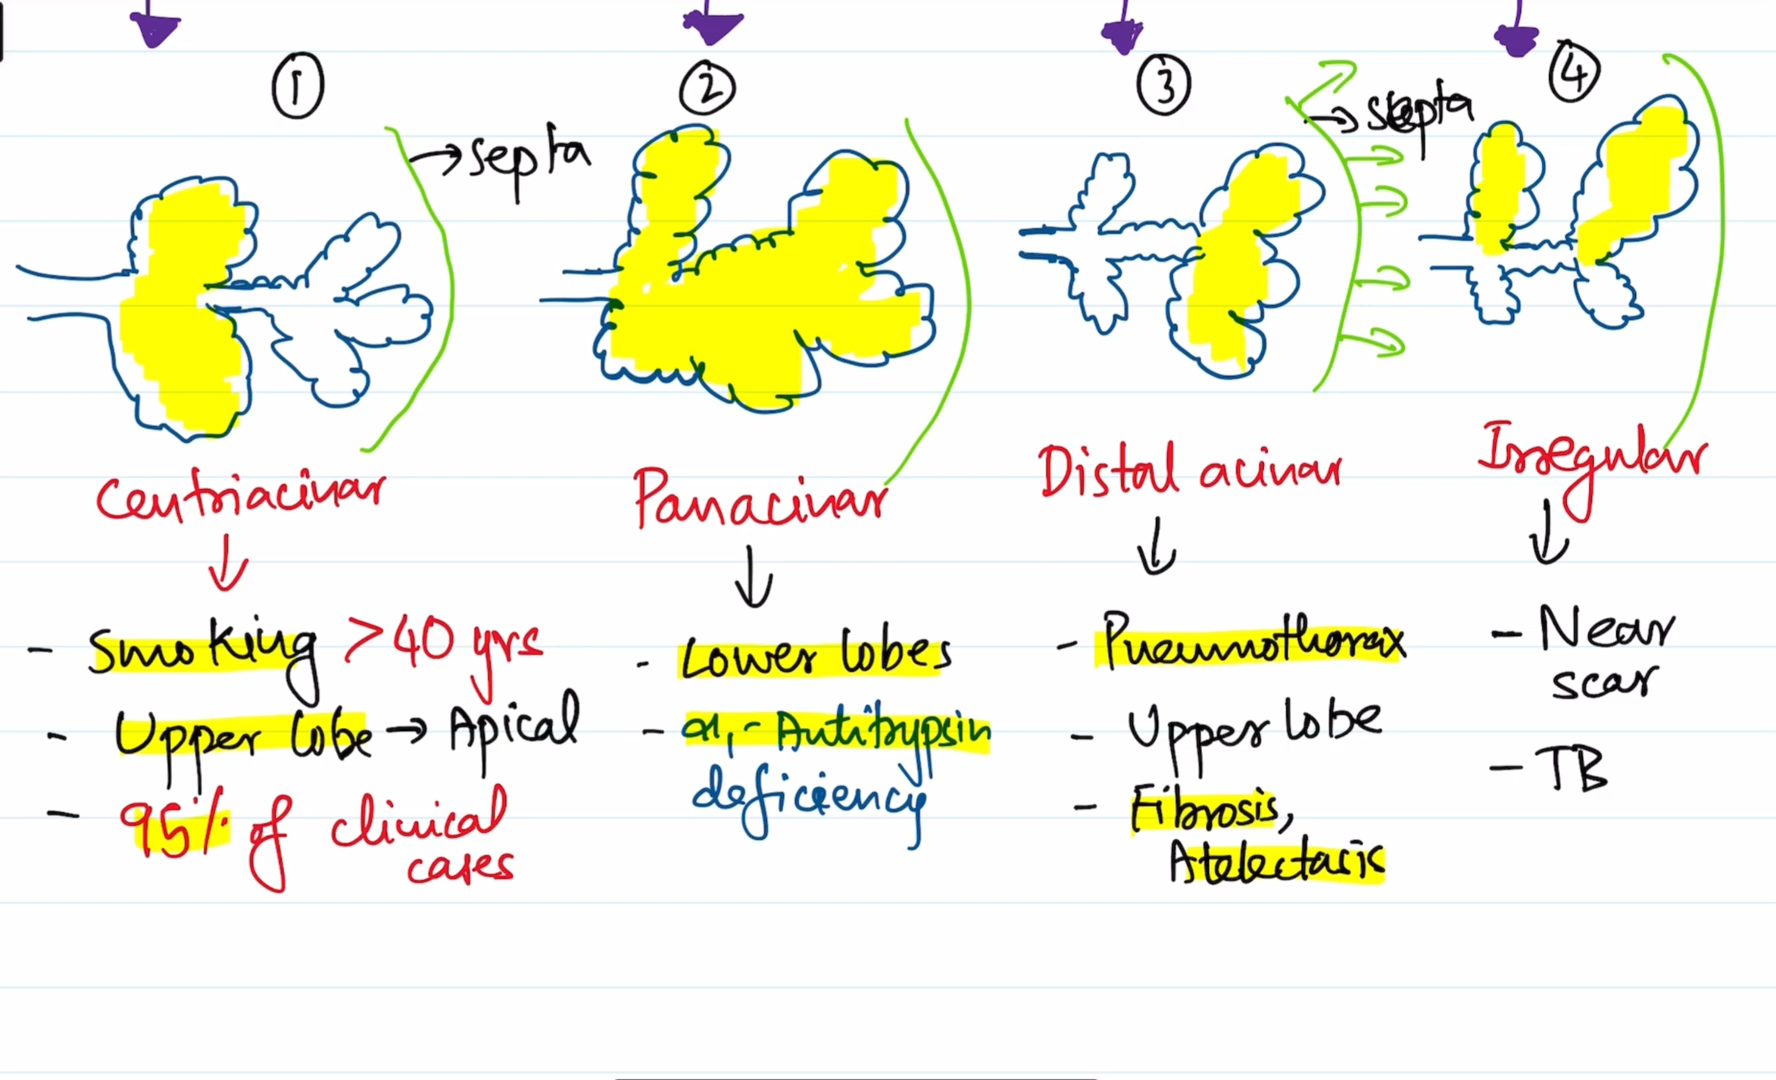 1
2
3
4
→ septa
→ septa
Centriacinar
Panacinar
Distal acinar
Irregular
- Smoking >40 yrs
- Upper lobe → Apical
- 95% of clinical
cases
- Lower lobes
- α1 - Antitrypsin
deficiency
- Pneumothorax
- Upper lobe
- Fibrosis,
Atelectasis
- Near
scar
- TB